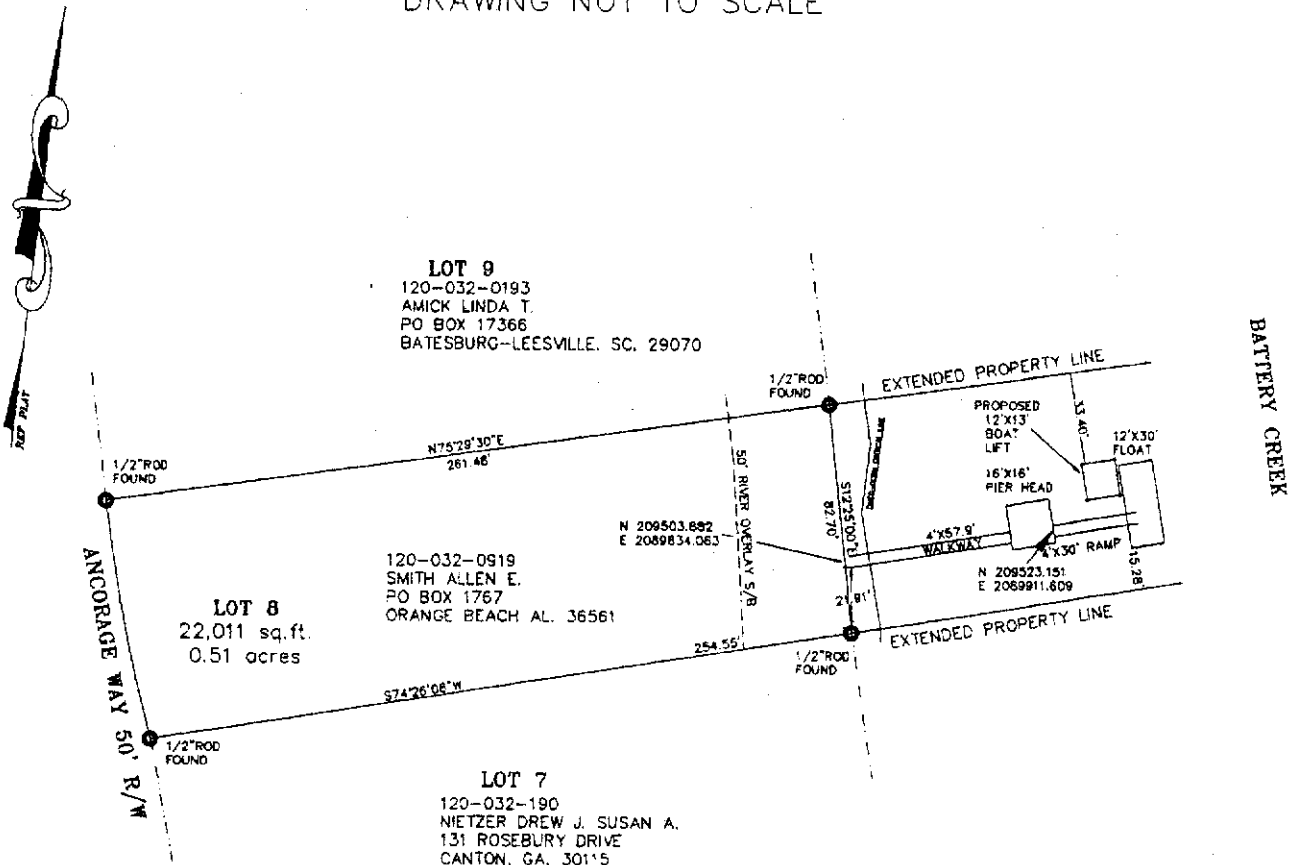 DRAWING NOT TO SCALE
REF PLAT
LOT 9
120-032-0193
AMICK LINDA T.
PO BOX 17366
BATESBURG-LEESVILLE. SC. 29070
BATTERY CREEK
1/2"ROD
FOUND
EXTENDED PROPERTY LINE
PROPOSED
12'X13'
BOAT
LIFT
33.40'
12'X30'
FLOAT
16'X16'
PIER HEAD
N75°29'30"E
261.46'
1/2"ROD
FOUND
50' RIVER OVERLAY S/B
S12°25'00"E
82.70'
N 209503.682
E 2089834.063
4'X57.9'
WALKWAY
4'X30' RAMP
N 209523.151
E 2089911.609
15.28'
120-032-0919
SMITH ALLEN E.
PO BOX 1767
ORANGE BEACH AL. 36561
LOT 8
22,011 sq.ft.
0.51 acres
21.91'
EXTENDED PROPERTY LINE
254.55'
1/2"ROD
FOUND
S74°26'06"W
ANCORAGE WAY 50' R/W
1/2"ROD
FOUND
LOT 7
120-032-190
NIETZER DREW J. SUSAN A.
131 ROSEBURY DRIVE
CANTON, GA. 30115